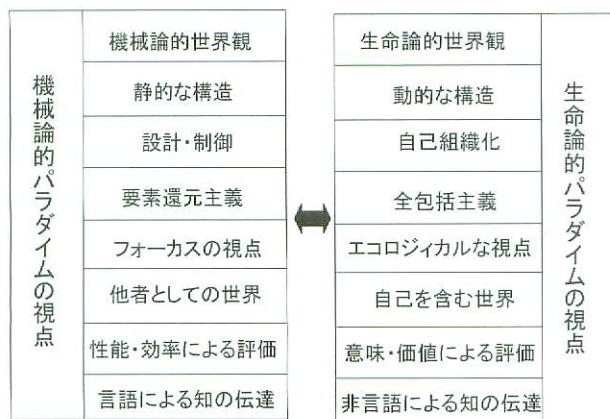 機械論的パラダイムの視点
機械論的世界観
静的な構造
設計・制御
要素還元主義
フォーカスの視点
他者としての世界
性能・効率による評価
言語による知の伝達
生命論的世界観
動的な構造
自己組織化
全包括主義
エコロジィカルな視点
自己を含む世界
意味・価値による評価
非言語による知の伝達
生命論的パラダイムの視点